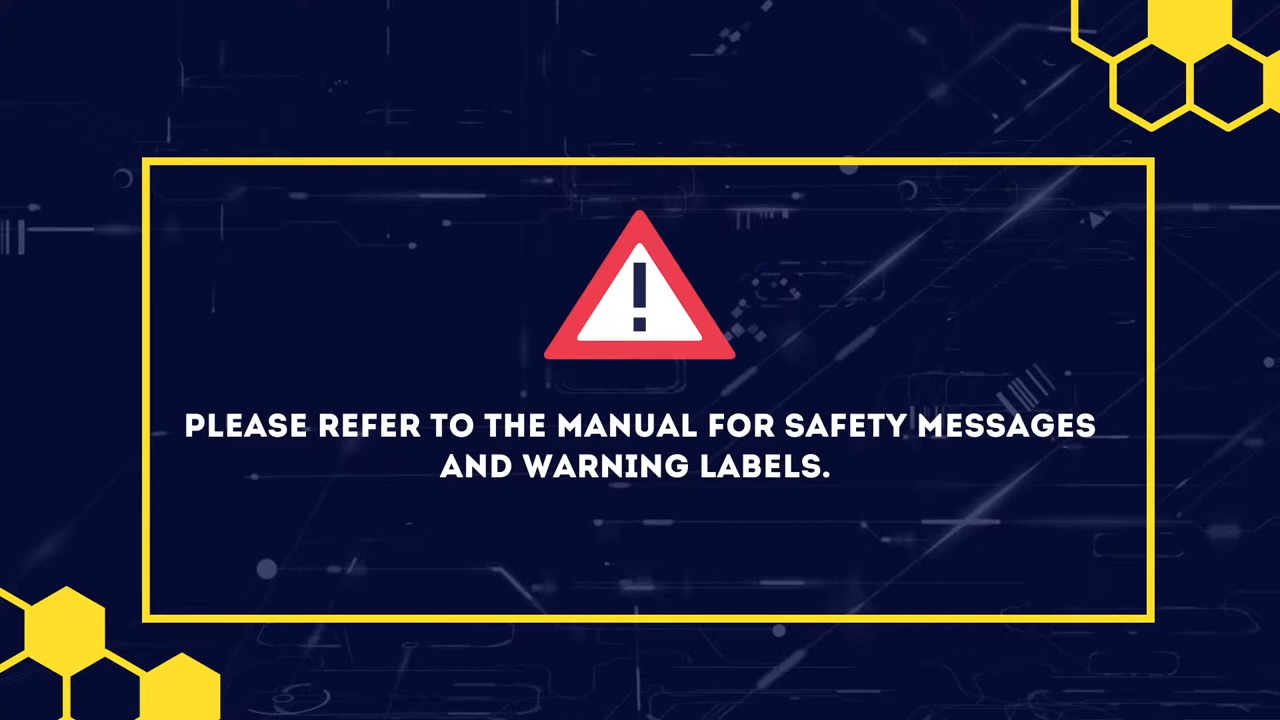 PLEASE REFER TO THE MANUAL FOR SAFETY MESSAGES
AND WARNING LABELS.